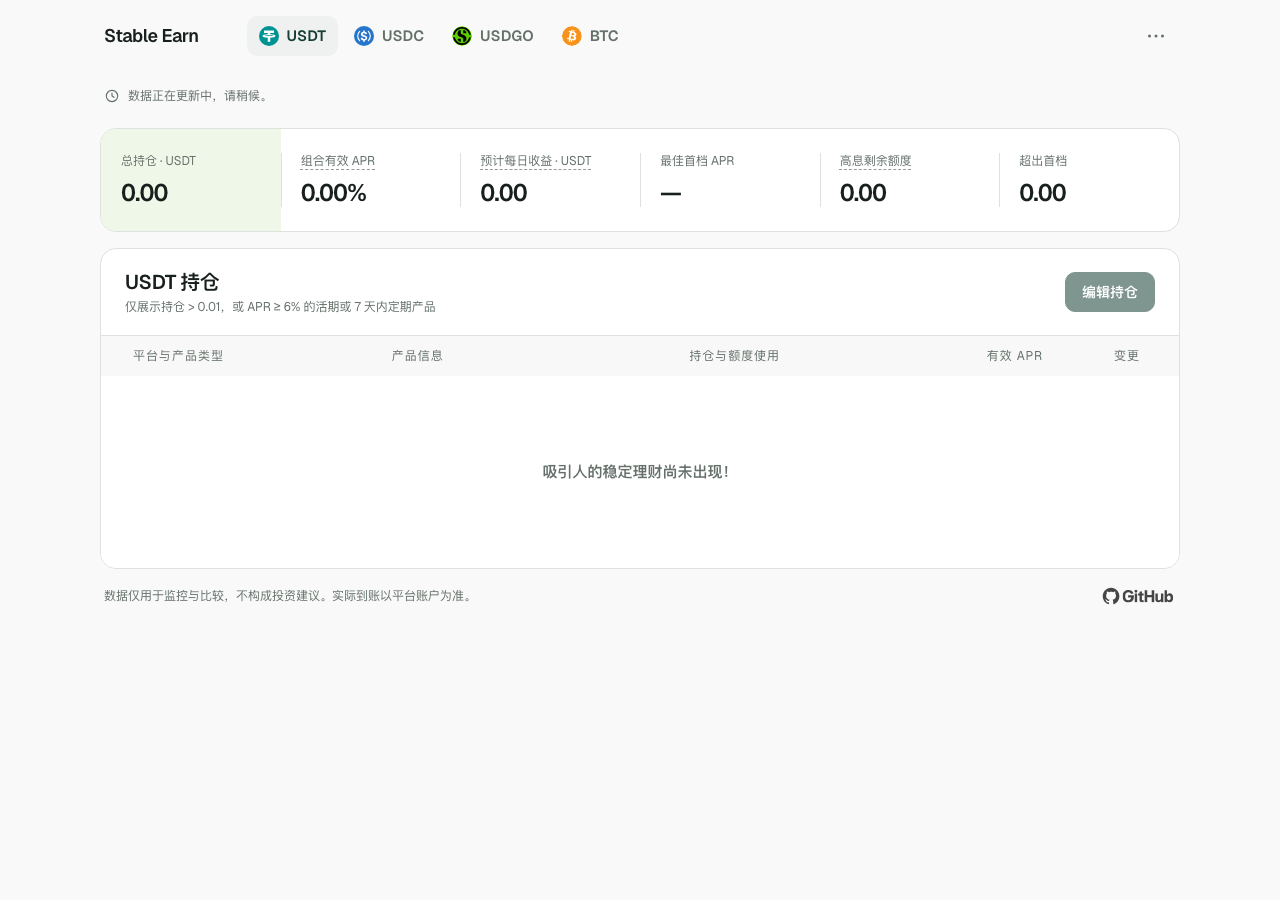 Stable Earn
USDT
USDC
USDGO
BTC
数据正在更新中，请稍候。
总持仓 · USDT
0.00
组合有效 APR
0.00%
预计每日收益 · USDT
0.00
最佳首档 APR
—
高息剩余额度
0.00
超出首档
0.00
USDT 持仓
仅展示持仓 > 0.01，或 APR ≥ 6% 的活期或 7 天内定期产品
编辑持仓
平台与产品类型
产品信息
持仓与额度使用
有效 APR
变更
吸引人的稳定理财尚未出现！
数据仅用于监控与比较，不构成投资建议。实际到账以平台账户为准。
GitHub